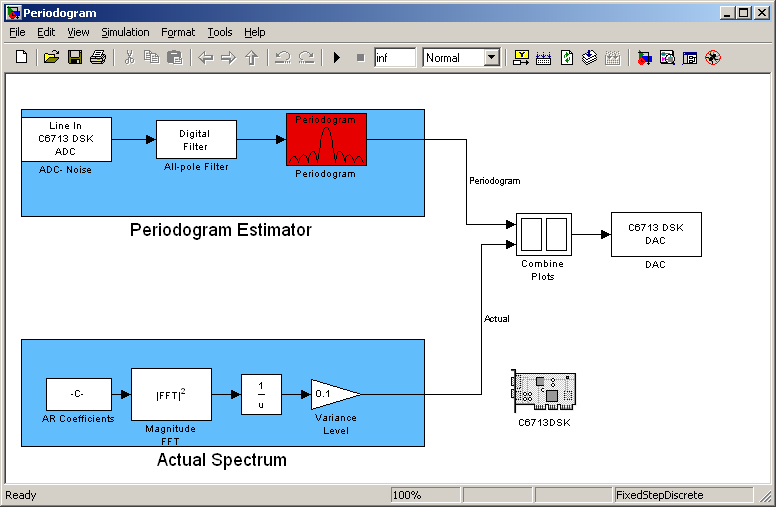 Periodogram
File Edit View Simulation Format Tools Help
inf Normal
Line In
C6713 DSK
ADC
ADC- Noise
Digital
Filter
All-pole Filter
Periodogram
Periodogram
Periodogram Estimator
Periodogram
Combine
Plots
C6713 DSK
DAC
DAC
Actual
-C-
AR Coefficients
|FFT|²
Magnitude
FFT
1
u
0.1
Variance
Level
Actual Spectrum
C6713DSK
Ready 100% FixedStepDiscrete